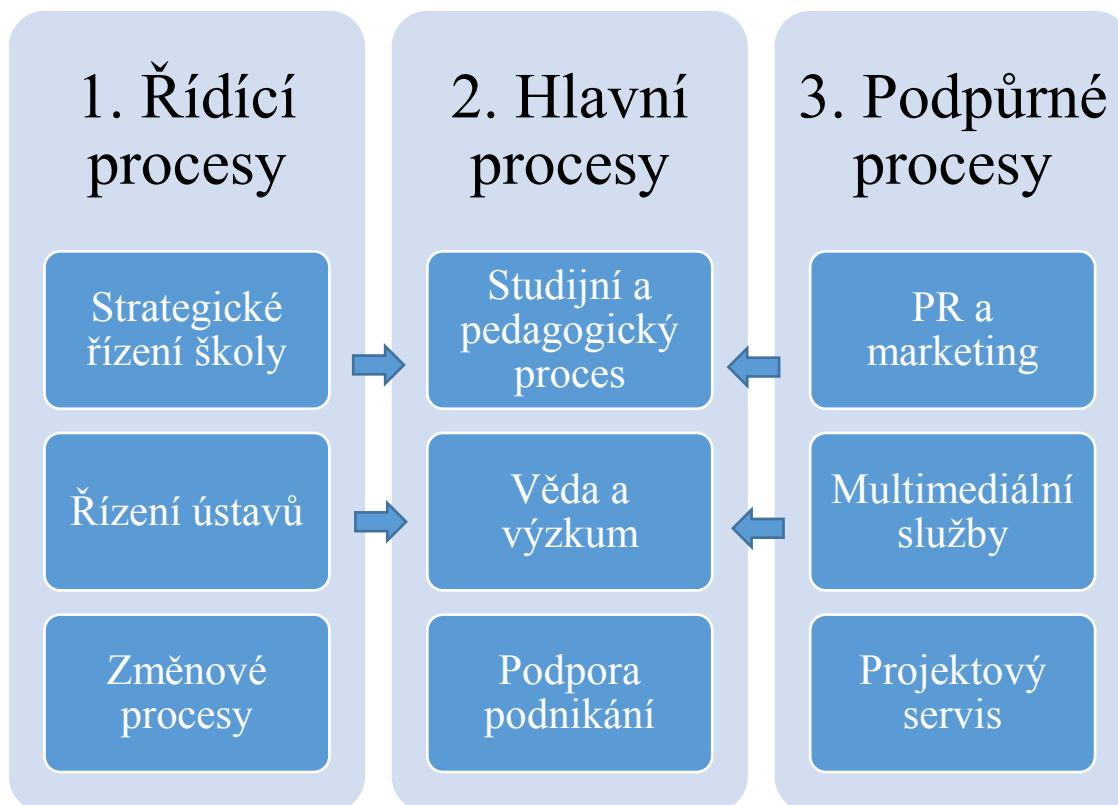 1. Řídící
procesy
Strategické
řízení školy
Řízení ústavů
Změnové
procesy
2. Hlavní
procesy
Studijní a
pedagogický
proces
Věda a
výzkum
Podpora
podnikání
3. Podpůrné
procesy
PR a
marketing
Multimediální
služby
Projektový
servis